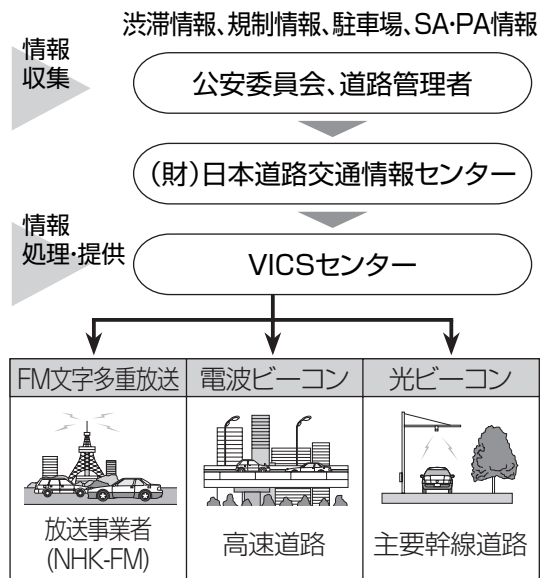 渋滞情報、規制情報、駐車場、SA・PA情報
情報
収集
公安委員会、道路管理者
(財)日本道路交通情報センター
情報
処理・提供
VICSセンター
FM文字多重放送
電波ビーコン
光ビーコン
放送事業者
(NHK-FM)
高速道路
主要幹線道路